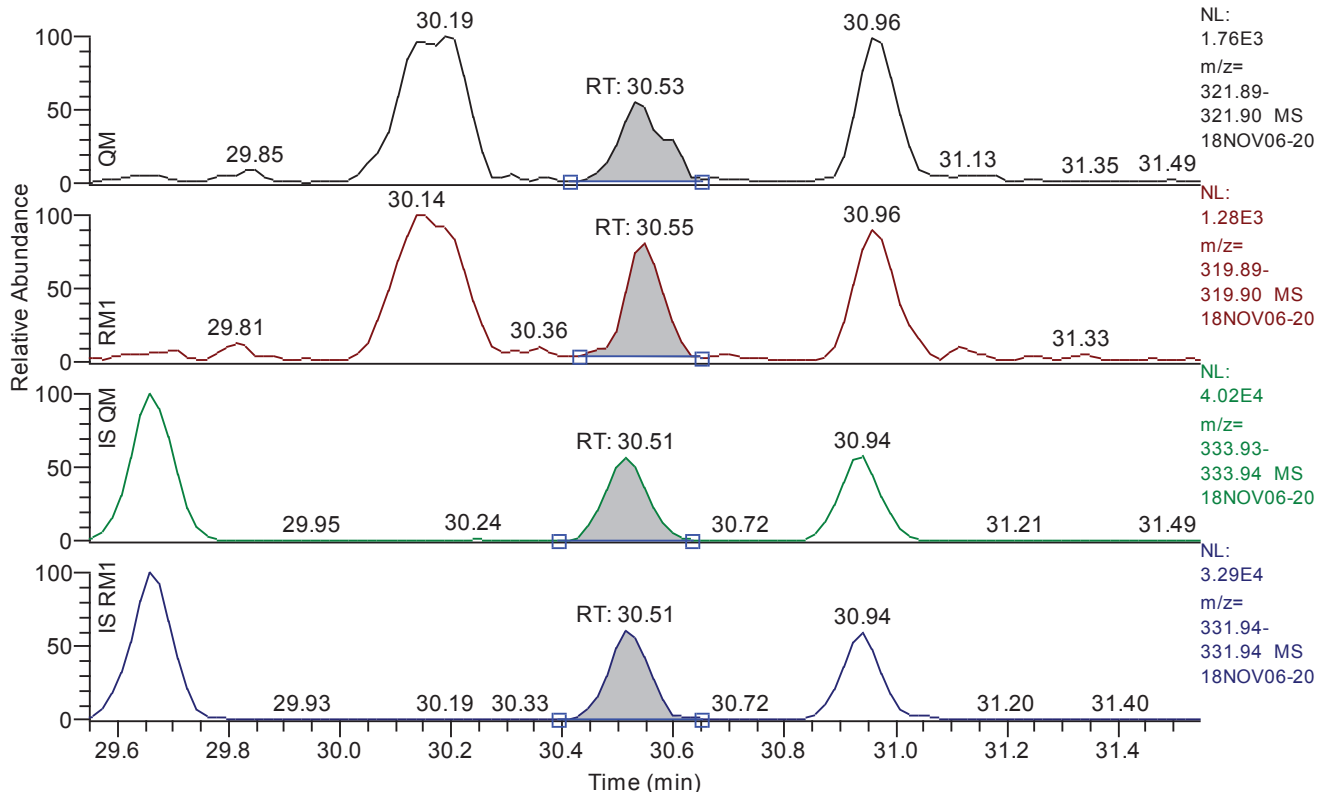 Relative Abundance
QM
100
50
0
29.85
30.19
RT: 30.53
30.96
31.13
31.35
31.49
NL:
1.76E3
m/z=
321.89-
321.90 MS
18NOV06-20
RM1
100
50
0
29.81
30.14
30.36
RT: 30.55
30.96
31.33
NL:
1.28E3
m/z=
319.89-
319.90 MS
18NOV06-20
IS QM
100
50
0
29.95
30.24
RT: 30.51
30.72
30.94
31.21
31.49
NL:
4.02E4
m/z=
333.93-
333.94 MS
18NOV06-20
IS RM1
100
50
0
29.93
30.19
30.33
RT: 30.51
30.72
30.94
31.20
31.40
NL:
3.29E4
m/z=
331.94-
331.94 MS
18NOV06-20
29.6 29.8 30.0 30.2 30.4 30.6 30.8 31.0 31.2 31.4
Time (min)